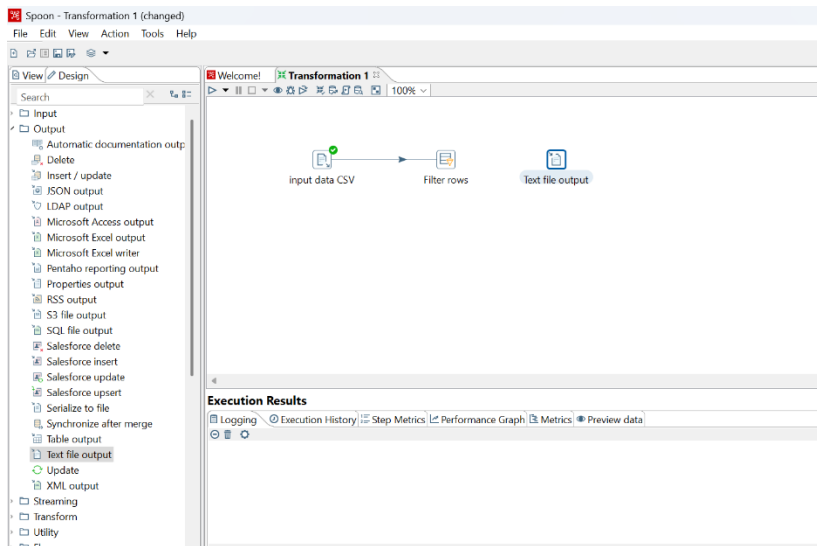 Spoon - Transformation 1 (changed)
File Edit View Action Tools Help
View Design
Search
Input
Output
Automatic documentation outp
Delete
Insert / update
JSON output
LDAP output
Microsoft Access output
Microsoft Excel output
Microsoft Excel writer
Pentaho reporting output
Properties output
RSS output
S3 file output
SQL file output
Salesforce delete
Salesforce insert
Salesforce update
Salesforce upsert
Serialize to file
Synchronize after merge
Table output
Text file output
Update
XML output
Streaming
Transform
Utility
Welcome! Transformation 1
100%
input data CSV Filter rows Text file output
Execution Results
Logging Execution History Step Metrics Performance Graph Metrics Preview data